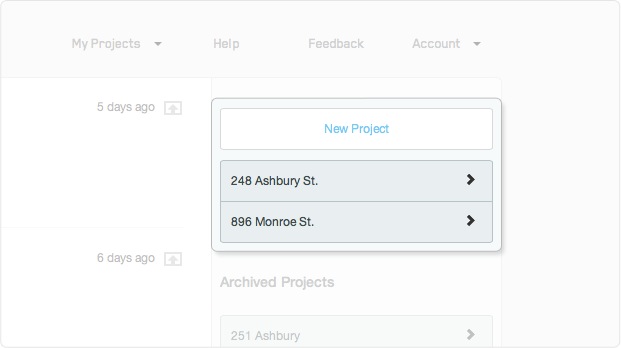 My Projects Help Feedback Account
5 days ago
New Project
248 Ashbury St.
896 Monroe St.
6 days ago
Archived Projects
251 Ashbury